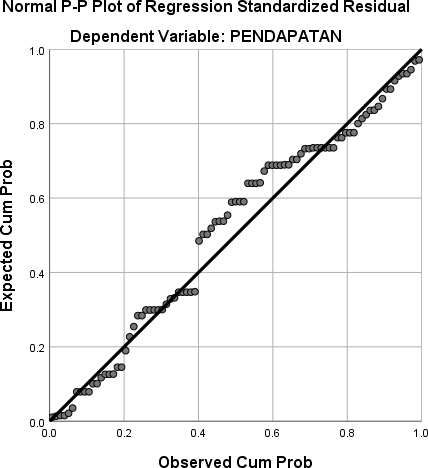 Normal P-P Plot of Regression Standardized Residual
Dependent Variable: PENDAPATAN
1.0
0.8
0.6
0.4
0.2
0.0
Expected Cum Prob
0.0 0.2 0.4 0.6 0.8 1.0
Observed Cum Prob